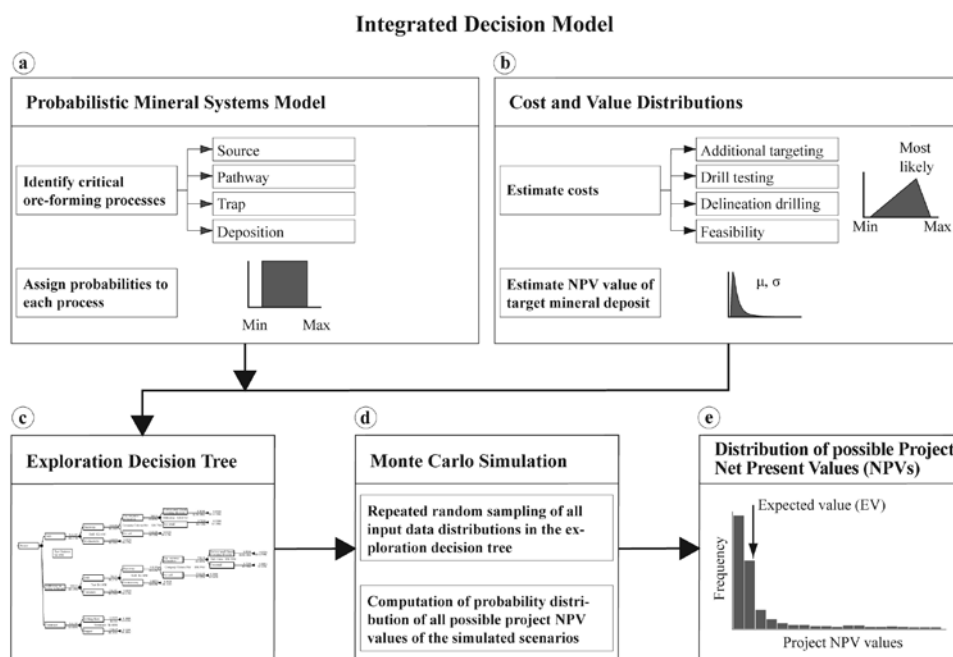 Integrated Decision Model
a
Probabilistic Mineral Systems Model
Identify critical
ore-forming processes
Source
Pathway
Trap
Deposition
Assign probabilities to
each process
Min
Max
b
Cost and Value Distributions
Estimate costs
Additional targeting
Drill testing
Delineation drilling
Feasibility
Most
likely
Min
Max
Estimate NPV value of
target mineral deposit
μ, σ
c
Exploration Decision Tree
d
Monte Carlo Simulation
Repeated random sampling of all
input data distributions in the ex-
ploration decision tree
Computation of probability distri-
bution of all possible project NPV
values of the simulated scenarios
e
Distribution of possible Project
Net Present Values (NPVs)
Expected value (EV)
Frequency
Project NPV values